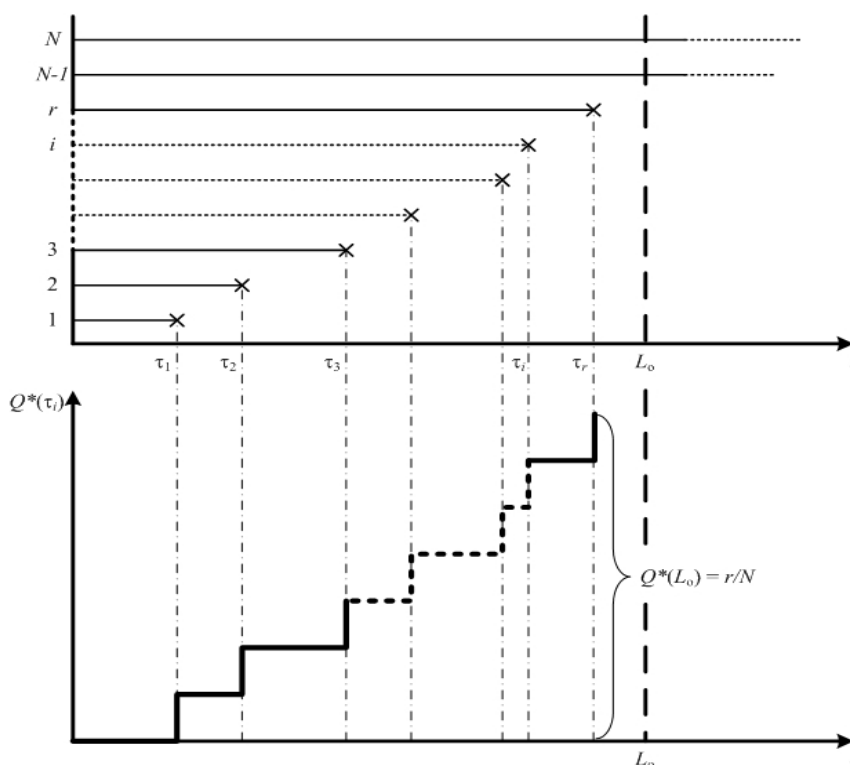 N
N-1
r
i
3
2
1
τ₁ τ₂ τ₃ τᵢ τᵣ Lₒ
Q*(τᵢ)
Q*(Lₒ) = r/N
Lₒ